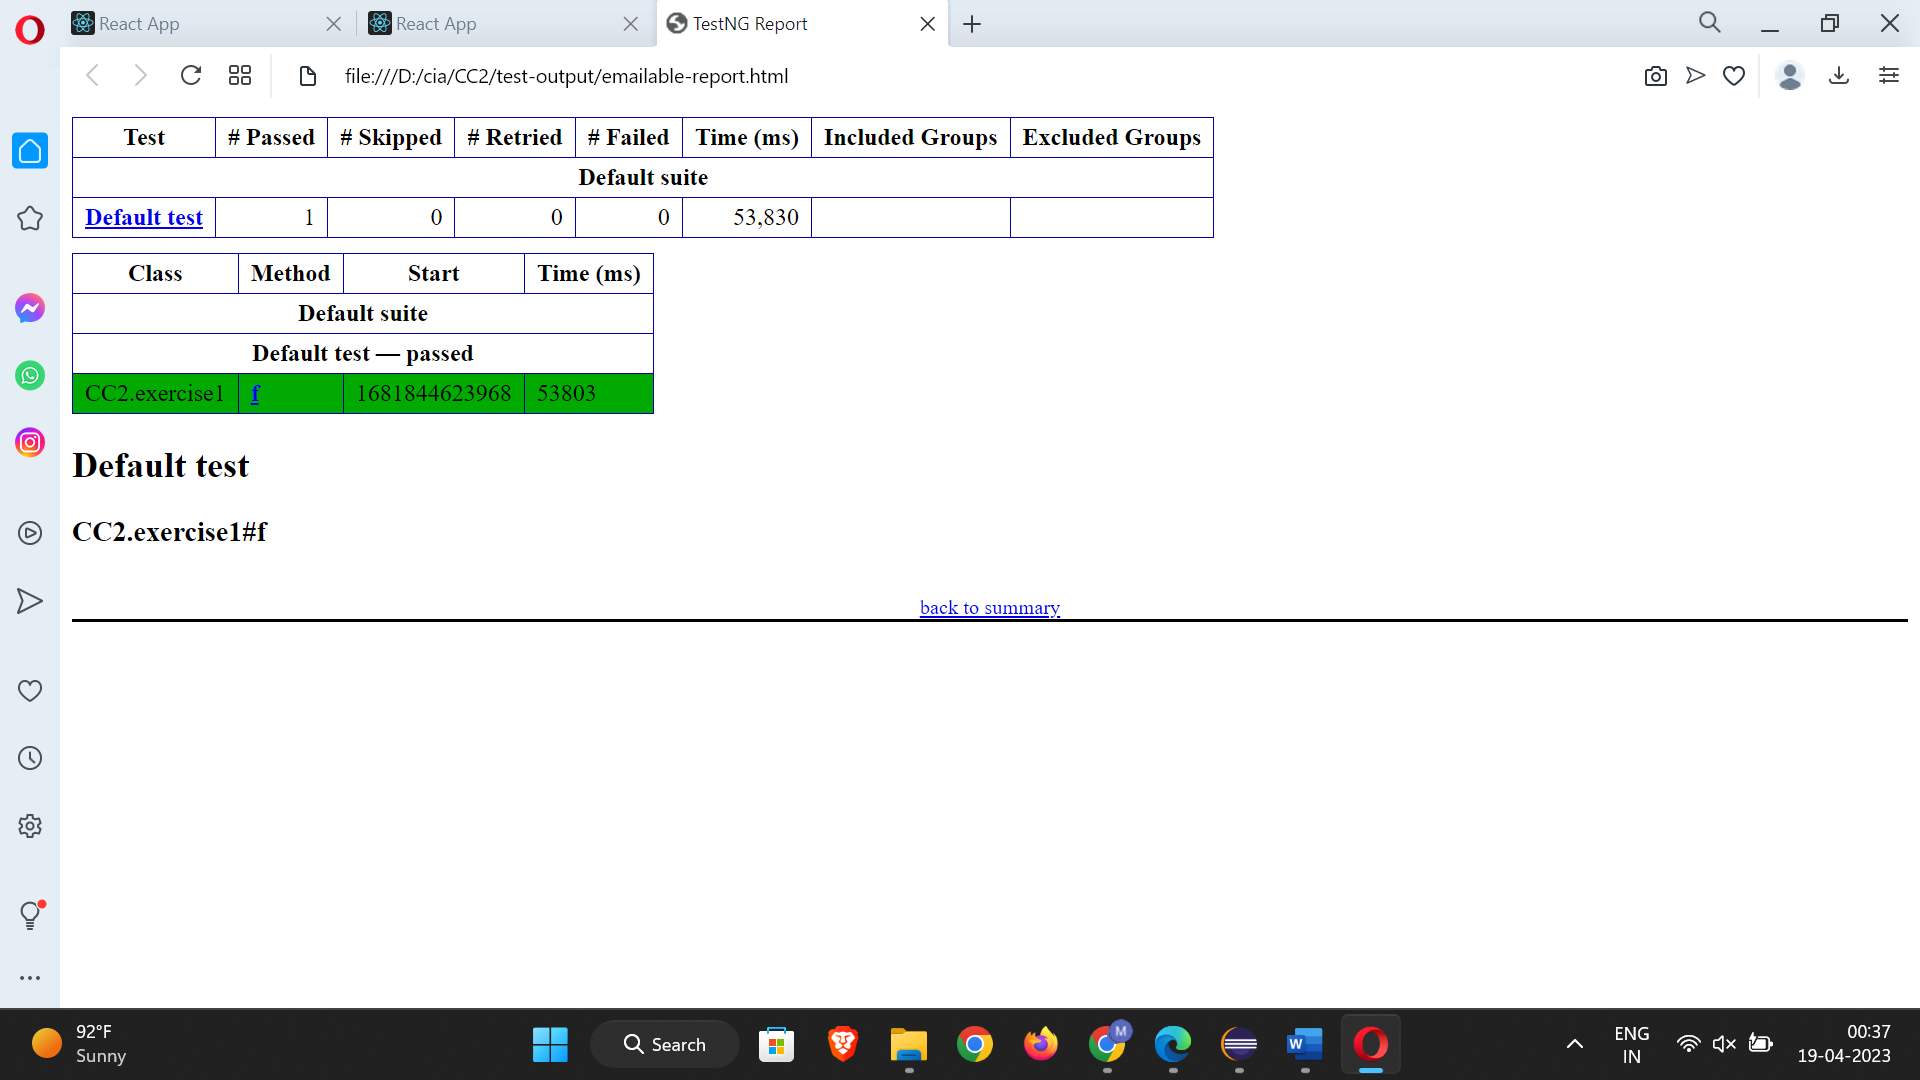 React App
React App
TestNG Report
file:///D:/cia/CC2/test-output/emailable-report.html
Test # Passed # Skipped # Retried # Failed Time (ms) Included Groups Excluded Groups
Default suite
Default test 1 0 0 0 53,830
Class Method Start Time (ms)
Default suite
Default test — passed
CC2.exercise1 f 1681844623968 53803
Default test
CC2.exercise1#f
back to summary
92°F
Sunny
Search
M
W
ENG
IN
00:37
19-04-2023